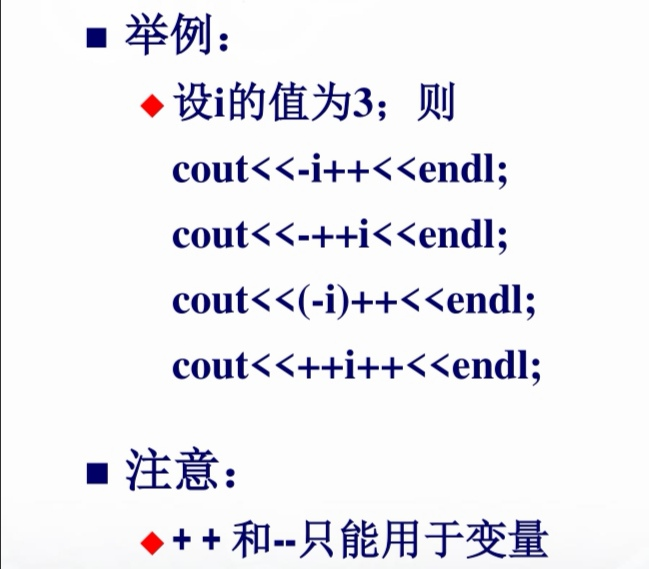 举例：
设i的值为3；则
cout<<-i++<<endl;
cout<<-++i<<endl;
cout<<(-i)++<<endl;
cout<<++i++<<endl;
注意：
+ + 和--只能用于变量